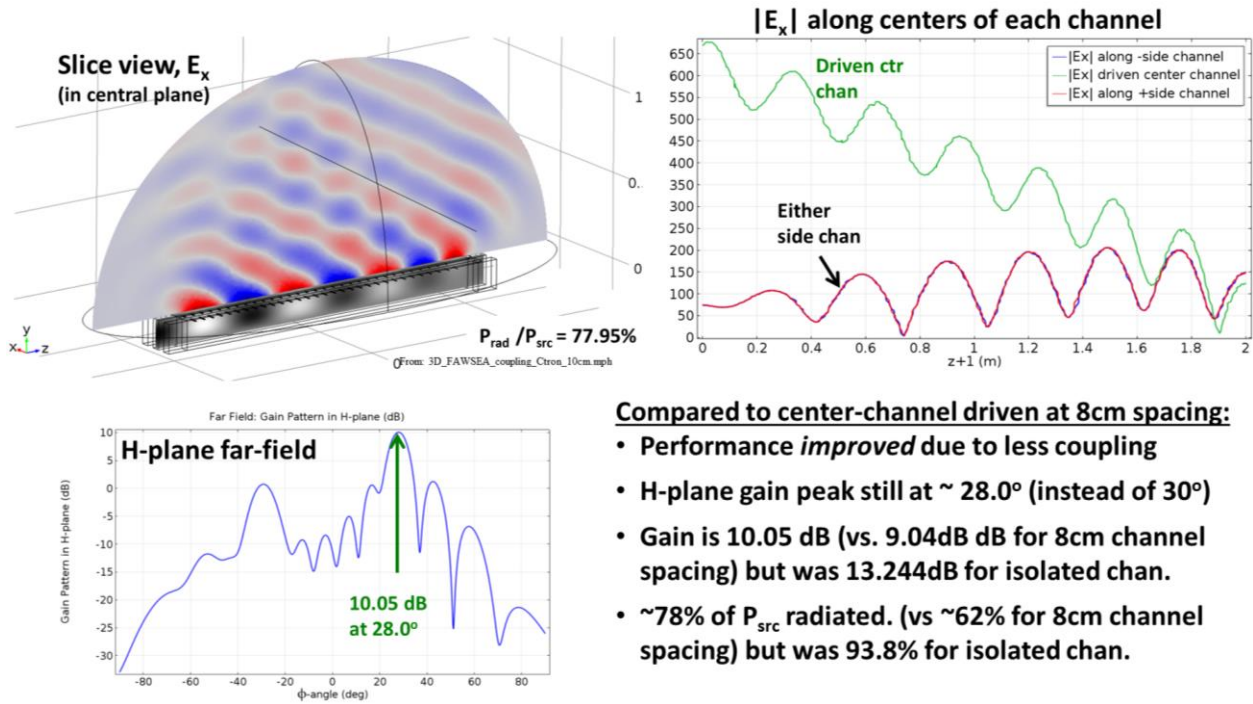 Slice view, Eₓ
(in central plane)
1
0.
0
y
x z
P_rad /P_src = 77.95%
0
From: 3D_FAWSEA_coupling_Ctron_10cm.mph
|Eₓ| along centers of each channel
650
600
550
500
450
400
350
300
250
200
150
100
50
0
Driven ctr
chan
|Ex| along -side channel
|Ex| driven center channel
|Ex| along +side channel
Either
side chan
0 0.2 0.4 0.6 0.8 1 1.2 1.4 1.6 1.8 2
z+1 (m)
Far Field: Gain Pattern in H-plane (dB)
H-plane far-field
Gain Pattern in H-plane (dB)
10
5
0
-5
-10
-15
-20
-25
-30
10.05 dB
at 28.0°
-80 -60 -40 -20 0 20 40 60 80
ϕ-angle (deg)
Compared to center-channel driven at 8cm spacing:
• Performance improved due to less coupling
• H-plane gain peak still at ~ 28.0° (instead of 30°)
• Gain is 10.05 dB (vs. 9.04dB dB for 8cm channel
spacing) but was 13.244dB for isolated chan.
• ~78% of P_src radiated. (vs ~62% for 8cm channel
spacing) but was 93.8% for isolated chan.